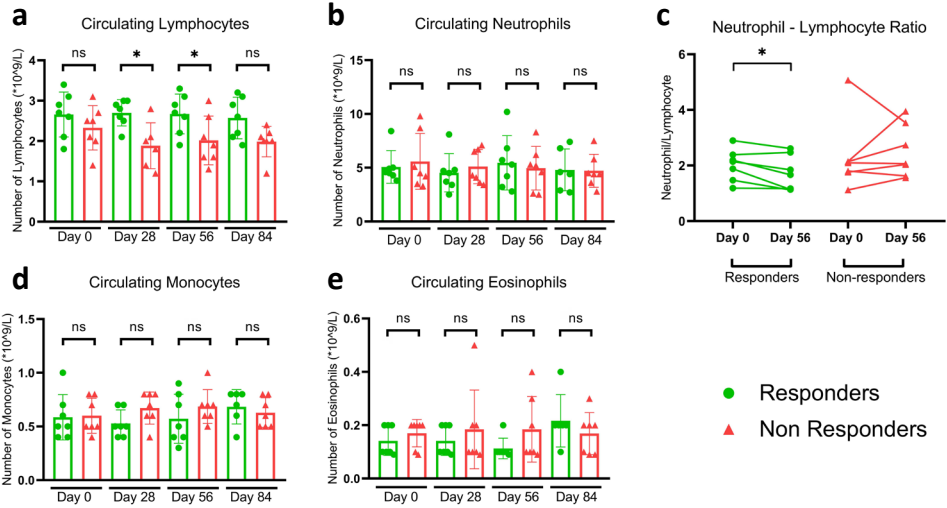 a
Circulating Lymphocytes
Number of Lymphocytes (*10^9/L)
4
3
2
1
0
ns
*
*
ns
Day 0
Day 28
Day 56
Day 84
b
Circulating Neutrophils
Number of Neutrophils (*10^9/L)
15
10
5
0
ns
ns
ns
ns
Day 0
Day 28
Day 56
Day 84
c
Neutrophil - Lymphocyte Ratio
Neutrophil/Lymphocyte
6
4
2
0
*
Day 0
Day 56
Day 0
Day 56
Responders
Non-responders
d
Circulating Monocytes
Number of Monocytes (*10^9/L)
1.5
1.0
0.5
0.0
ns
ns
ns
ns
Day 0
Day 28
Day 56
Day 84
e
Circulating Eosinophils
Number of Eosinophils (*10^9/L)
0.6
0.4
0.2
0.0
ns
ns
ns
ns
Day 0
Day 28
Day 56
Day 84
Responders
Non Responders